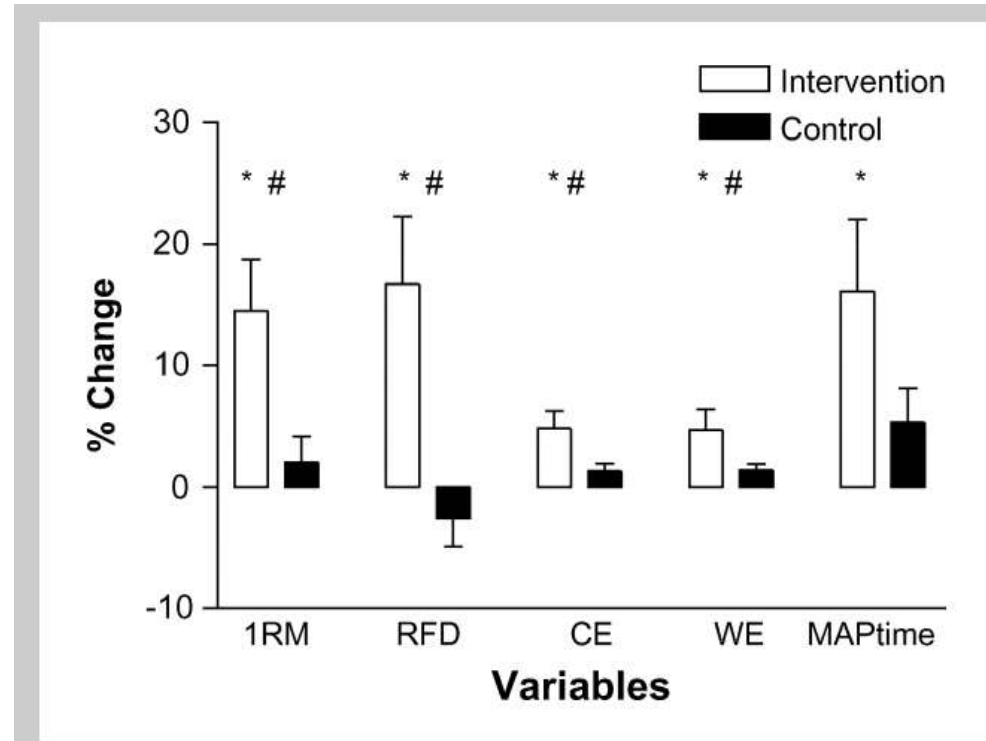 Intervention
Control
30
* # * # * # * # *
20
% Change
10
0
-10
1RM RFD CE WE MAPtime
Variables